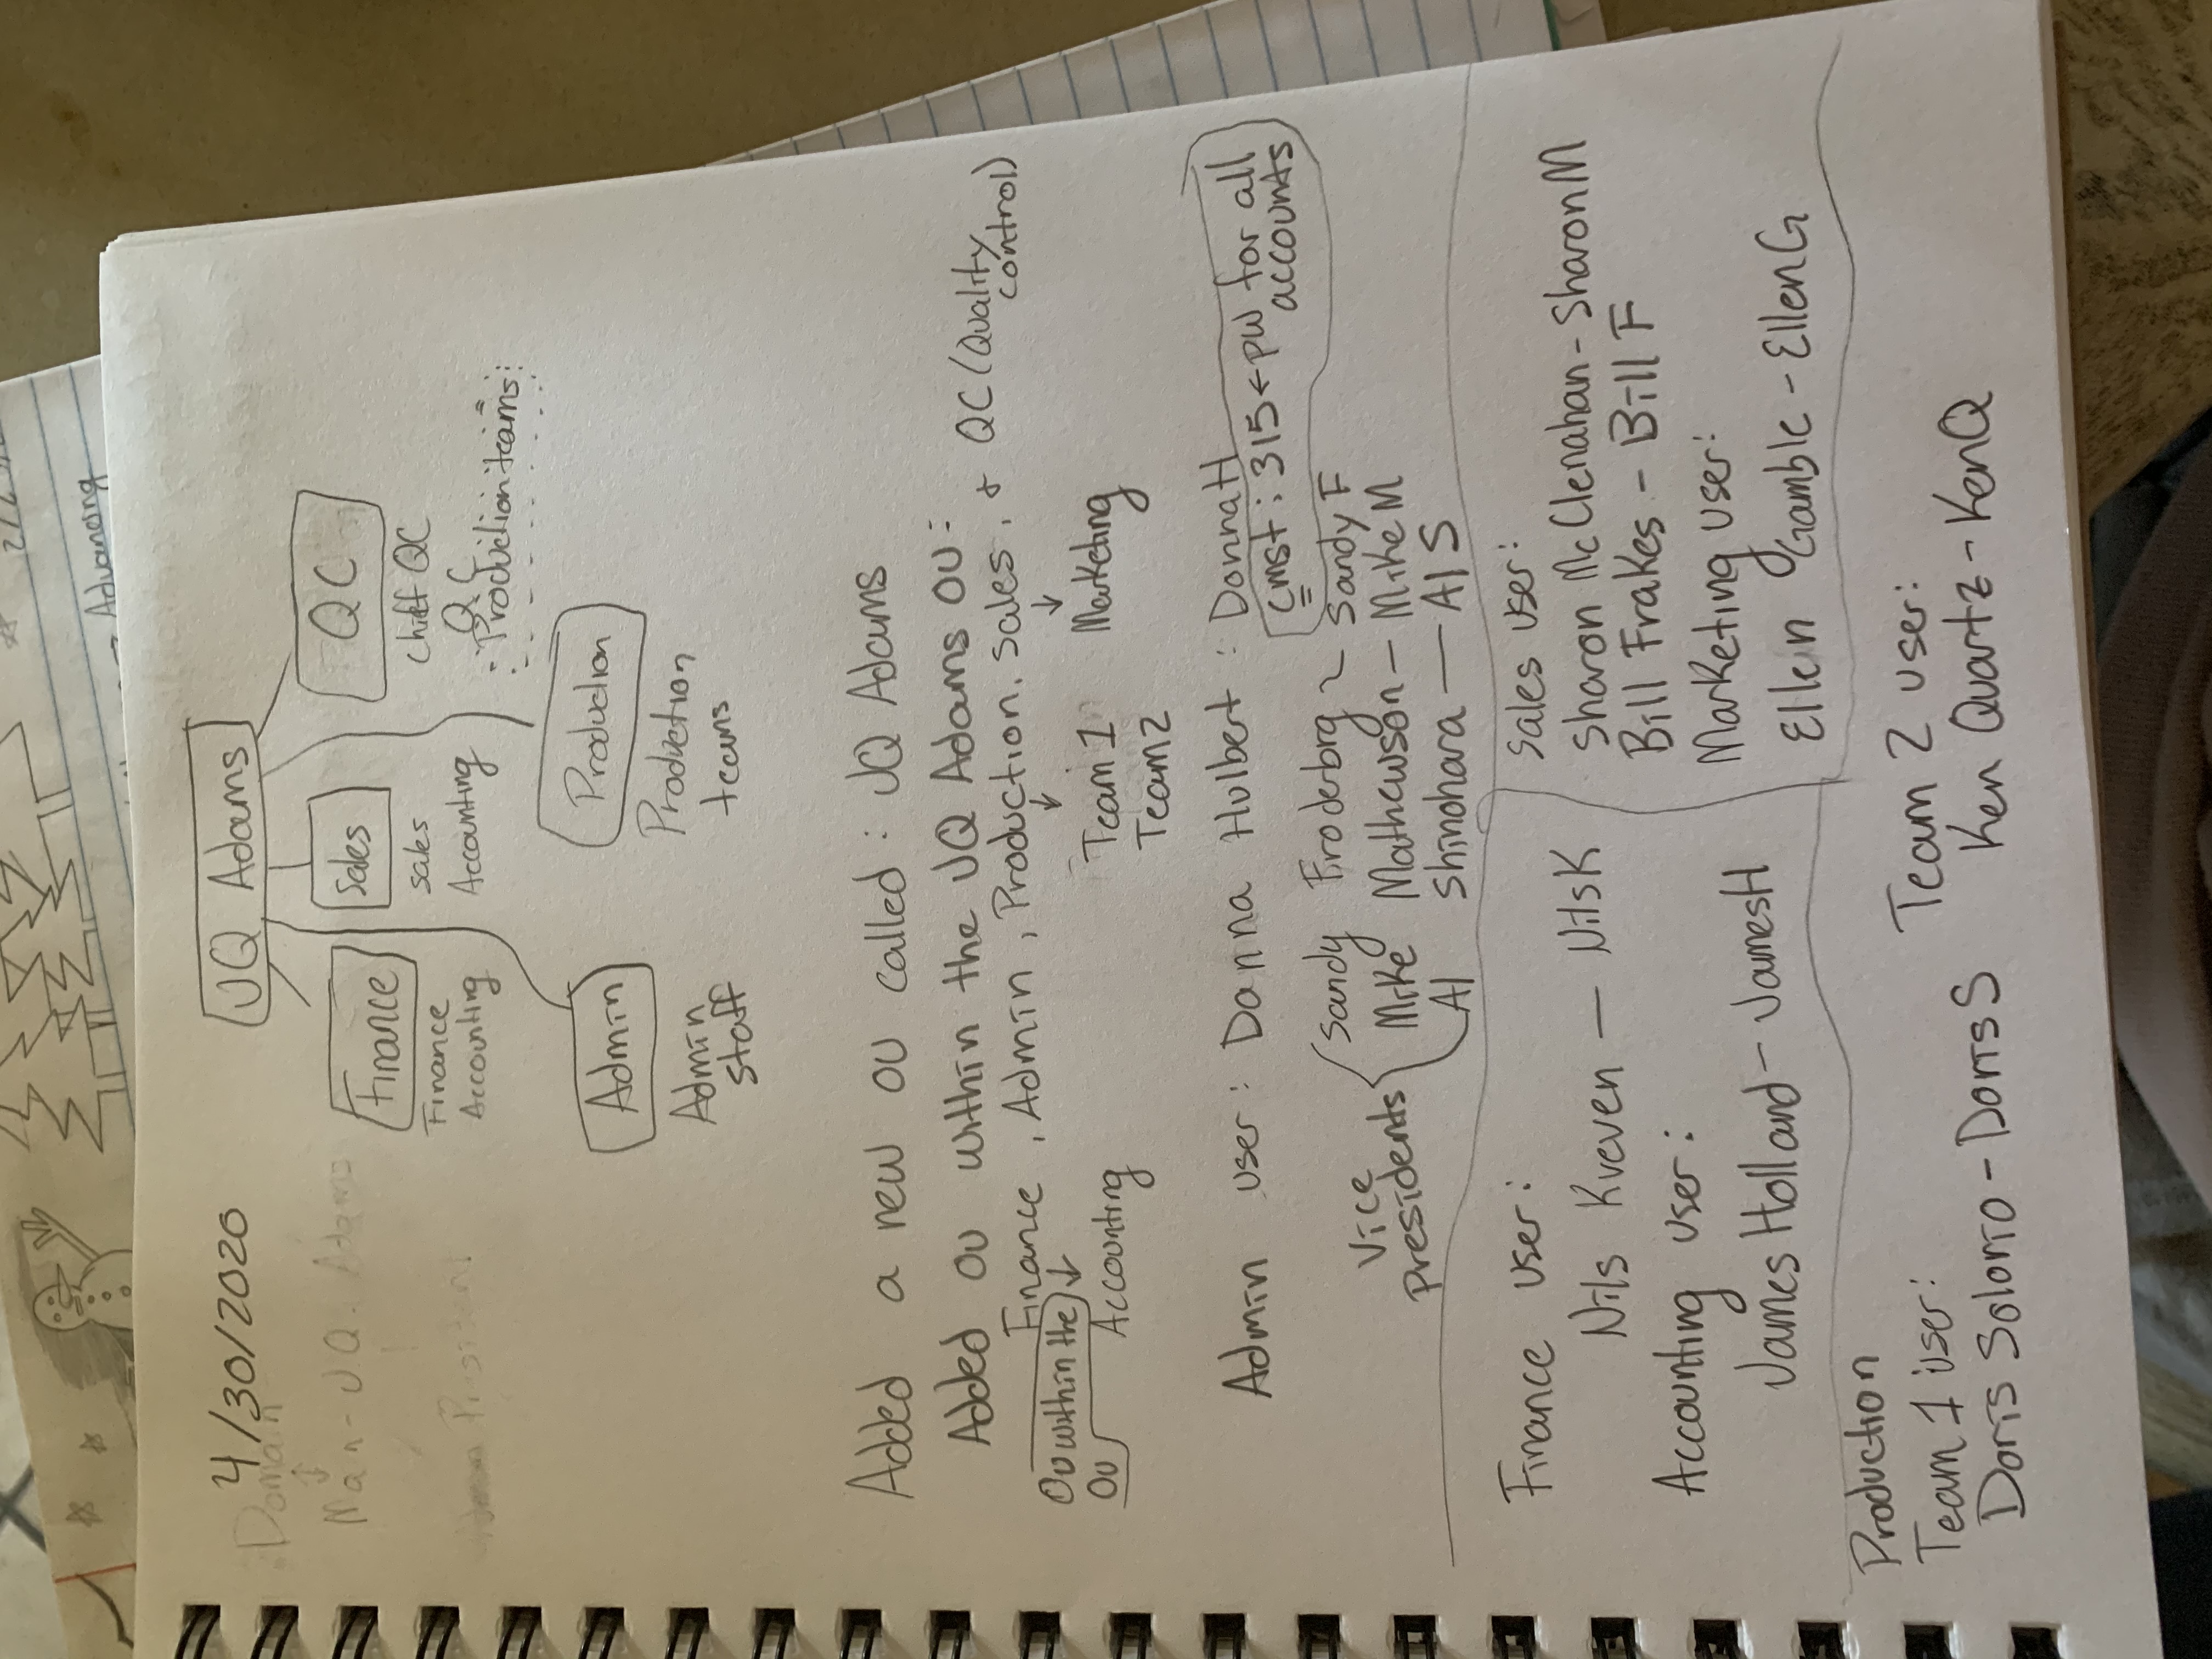 Advancing
4/30/2020
JQ Adams
Domain
Man - J.Q. Adams
Finance
Sales
QC
Finance
Accounting
Sales
Accounting
Chief QC
QC
Production teams
Admin
Production
Admin
staff
Production
teams
Added a new OU called: JQ Adams
Added OU within the JQ Adams OU:
Finance, Admin, Production, Sales, & QC (Quality
control)
OU within the
OU
Accounting
Team 1
Team 2
Marketing
Admin user: Donna Hulbert: DonnaH
cmst:315 ← pw for all
accounts
Vice
Presidents
Sandy Froderbrg ~ Sandy F
Mike Mathewson — MikeM
Al Shinohara — Al S
Finance user:
Nils Kveven — NilsK
Accounting user:
James Holland - JamesH
Sales user:
Sharon McClenahan - SharonM
Bill Frakes - Bill F
Marketing user:
Ellen Gamble - EllenG
Production
Team 1 user:
Doris Solorio - DorisS
Team 2 user:
Ken Quartz - KenQ